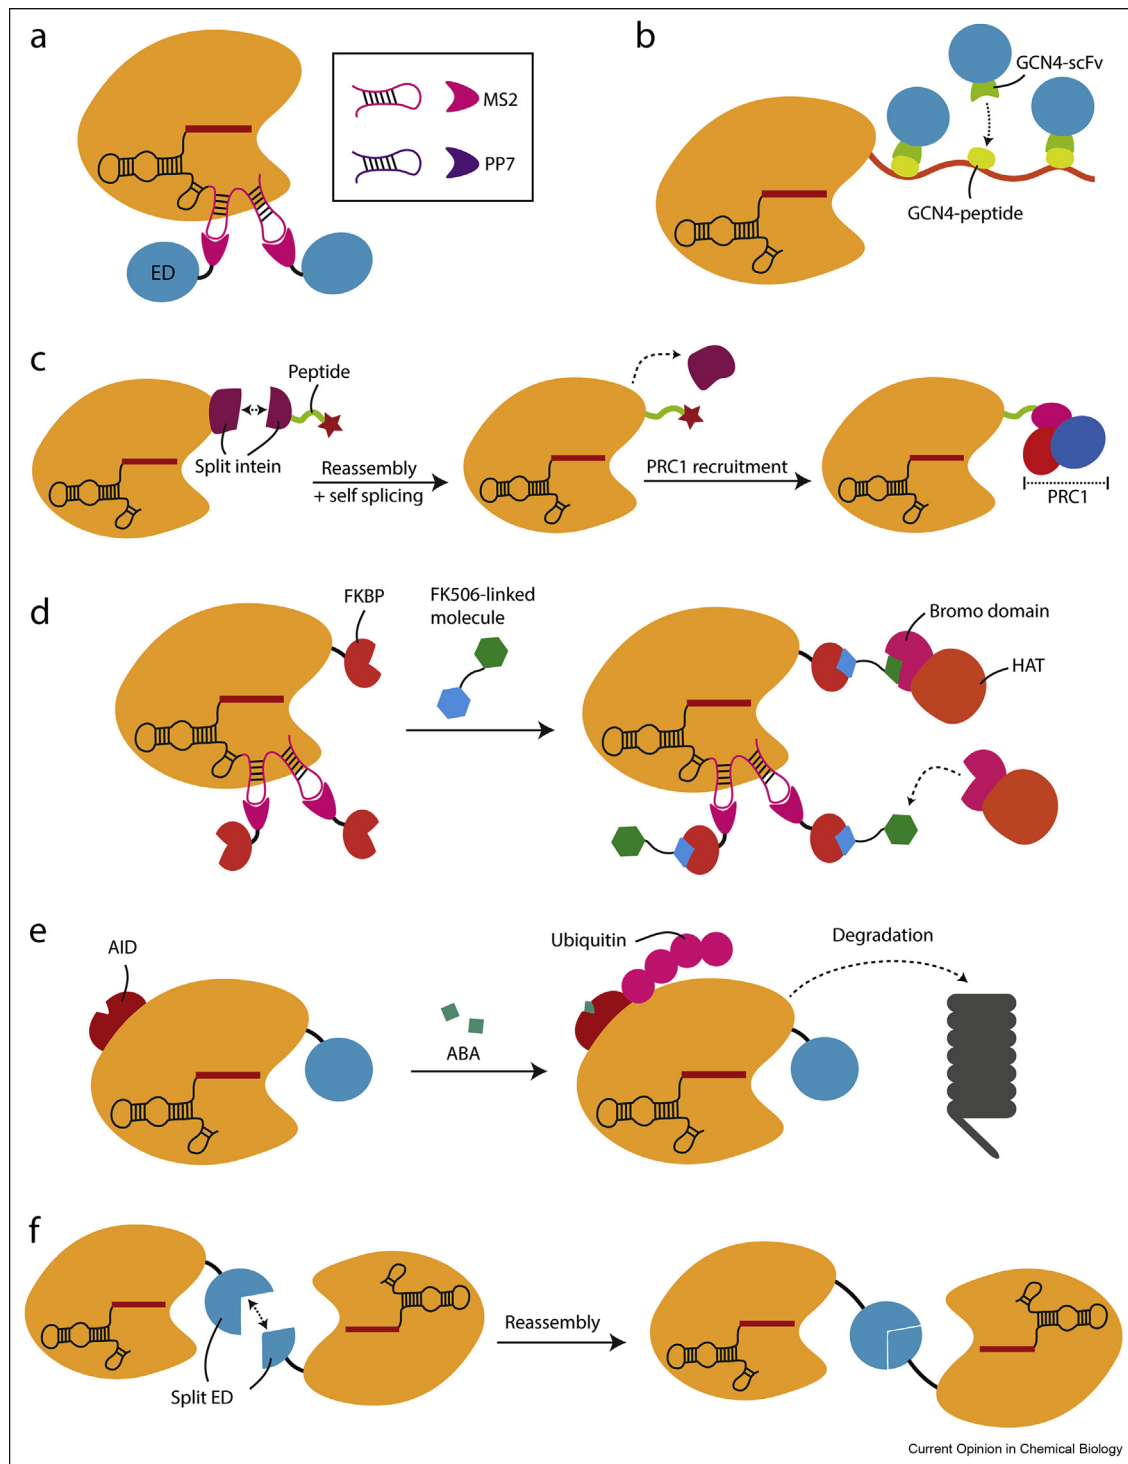 a
MS2
PP7
ED
b
GCN4-scFv
GCN4-peptide
c
Peptide
Split intein
Reassembly
+ self splicing
PRC1 recruitment
PRC1
d
FKBP
FK506-linked
molecule
Bromo domain
HAT
e
AID
ABA
Ubiquitin
Degradation
f
Split ED
Reassembly
Current Opinion in Chemical Biology